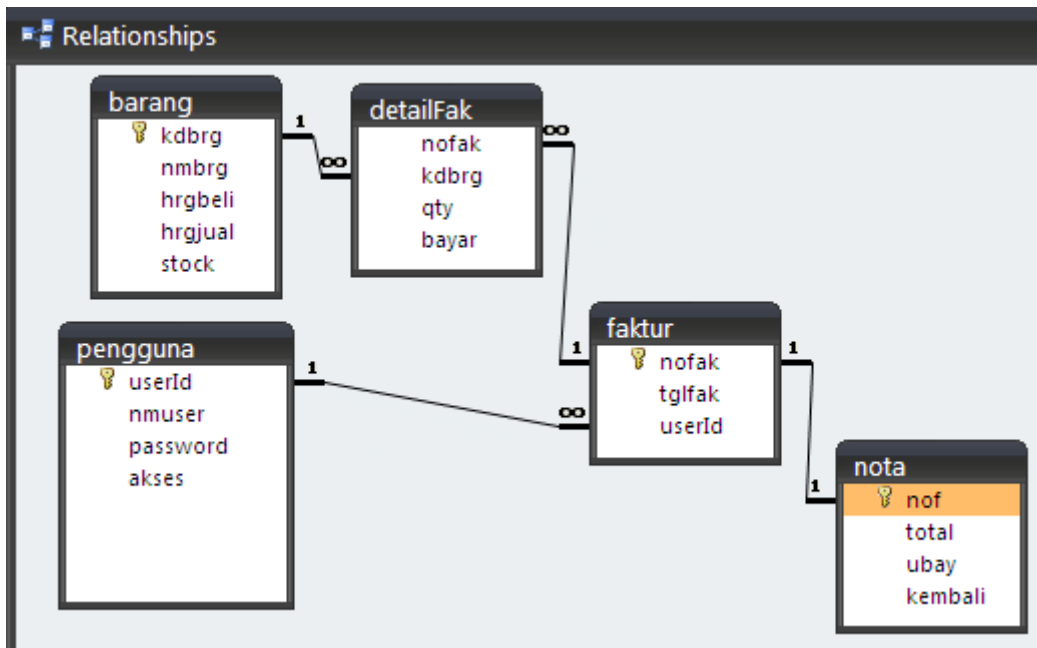 Relationships
barang
kdbrg
nmbrg
hrgbeli
hrgjual
stock
1
∞
detailFak
nofak
kdbrg
qty
bayar
∞
pengguna
userId
nmuser
password
akses
1
∞
1
faktur
nofak
tglfak
userId
1
1
nota
nof
total
ubay
kembali